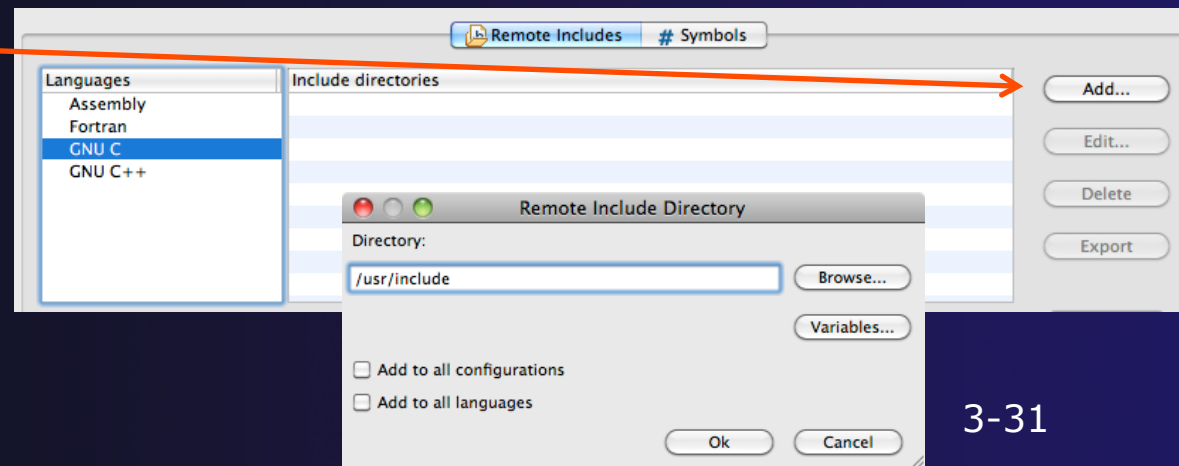 Remote Includes # Symbols
Languages Include directories
Assembly
Fortran
GNU C
GNU C++
Add...
Edit...
Delete
Export
Remote Include Directory
Directory:
/usr/include Browse...
Variables...
Add to all configurations
Add to all languages
Ok Cancel
3-31